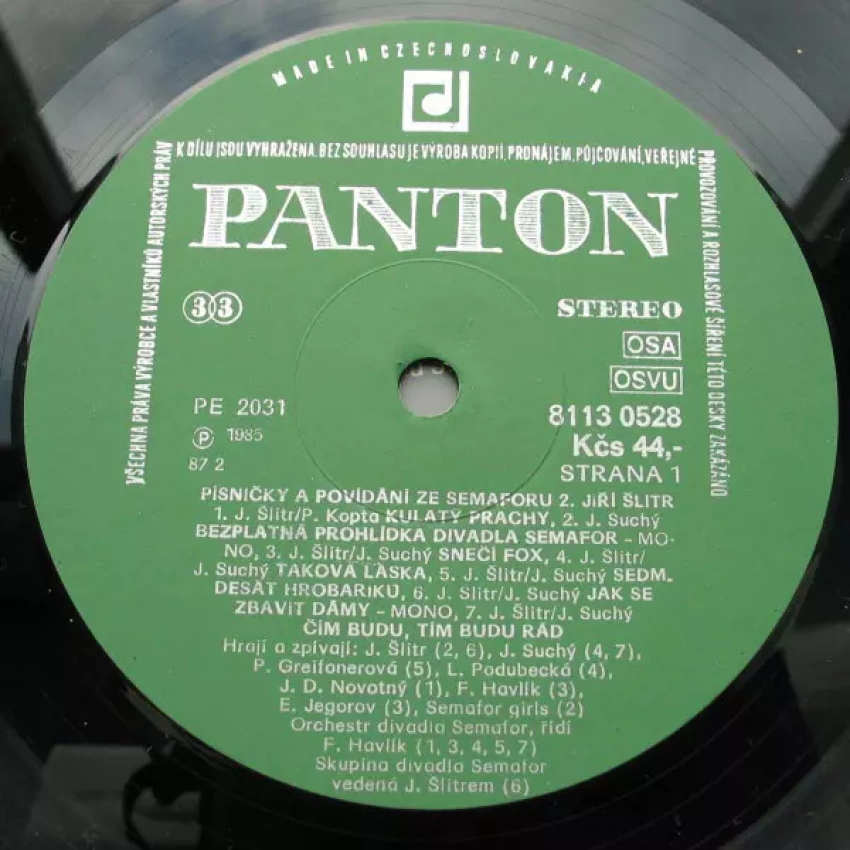 MADE IN CZECHOSLOVAKIA
VŠECHNA PRÁVA VÝROBCE A VLASTNÍKŮ AUTORSKÝCH PRÁV
K DÍLU JSOU VYHRAŽENA. BEZ SOUHLASU JE VÝROBA KOPIÍ, PRONÁJEM, PŮJČOVÁNÍ, VEŘEJNÉ
PROVOZOVÁNÍ A ROZHLASOVÉ ŠÍŘENÍ TÉTO DESKY ZAKÁZÁNO
PANTON
33
STEREO
OSA
OSVU
PE 2031
8113 0528
Ⓟ 1985
Kčs 44,-
87 2
STRANA 1
PÍSNIČKY A POVÍDÁNÍ ZE SEMAFORU 2. JIŘÍ ŠLITR
1. J. Šlitr/P. Kopta KULATÝ PRACHY, 2. J. Suchý
BEZPLATNÁ PROHLÍDKA DIVADLA SEMAFOR – MO-
NO, 3. J. Šlitr/J. Suchý ŠNEČÍ FOX, 4. J. Šlitr/
J. Suchý TAKOVÁ LÁSKA, 5. J. Šlitr/J. Suchý SEDM-
DESÁT HROBAŘÍKŮ, 6. J. Šlitr/J. Suchý JAK SE
ZBAVIT DÁMY – MONO, 7. J. Šlitr/J. Suchý
ČÍM BUDU, TÍM BUDU RÁD
Hrají a zpívají: J. Šlitr (2, 6), J. Suchý (4, 7),
P. Greifonerová (5), L. Podubecká (4),
J. D. Novotný (1), F. Havlík (3),
E. Jegorov (3), Semafor girls (2)
Orchestr divadla Semafor, řídí
F. Havlík (1, 3, 4, 5, 7)
Skupina divadla Semafor
vedená J. Šlitrem (6)